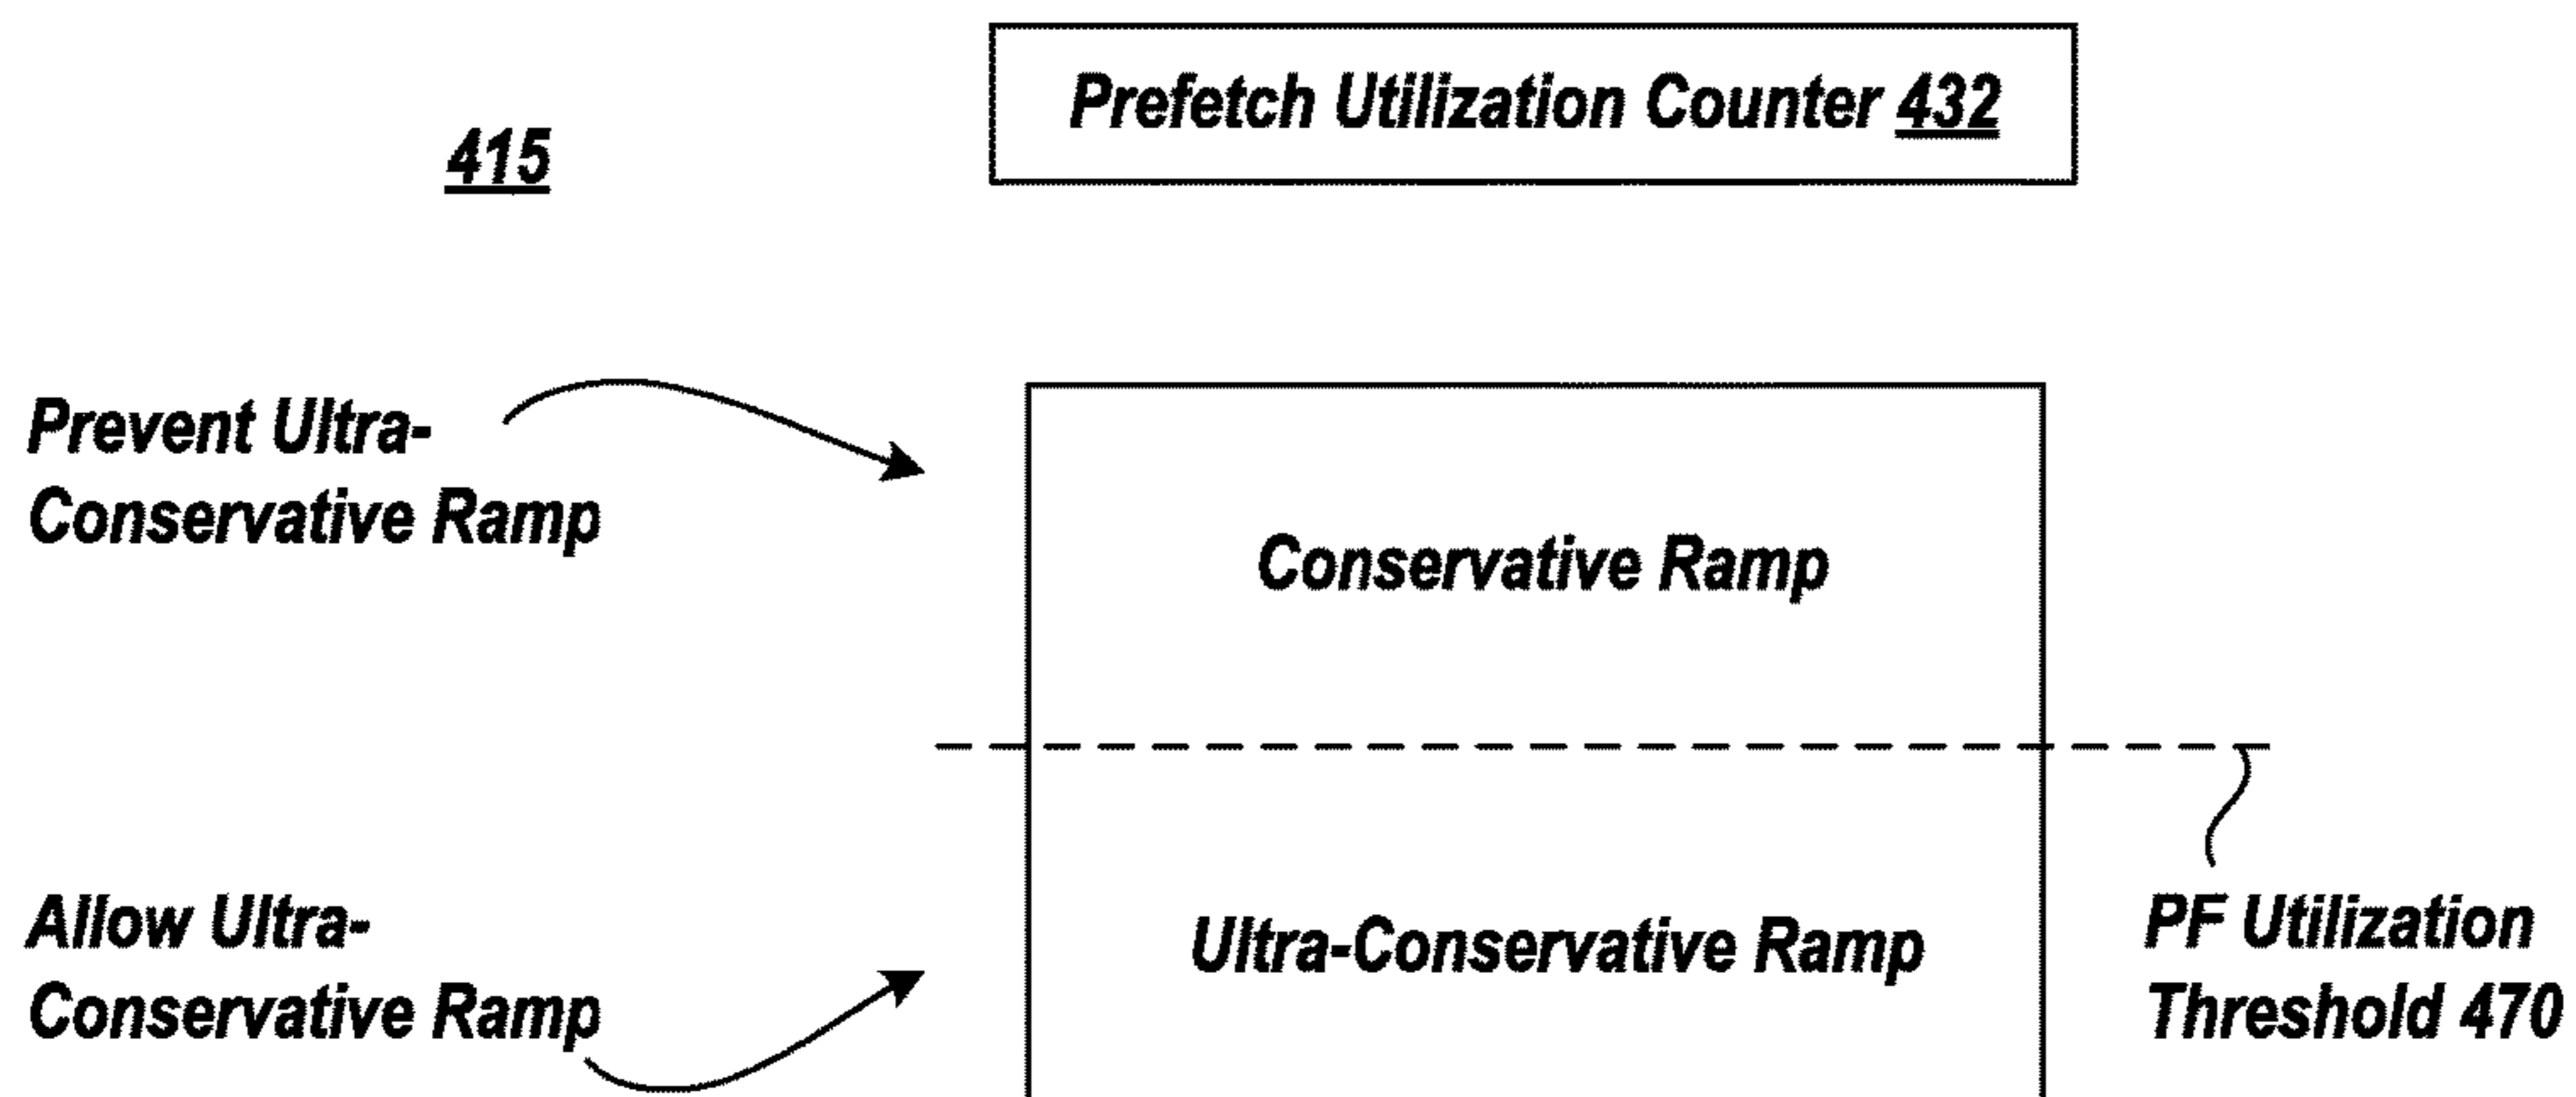 Prefetch Utilization Counter 432
415
Prevent Ultra-
Conservative Ramp
Conservative Ramp
Allow Ultra-
Conservative Ramp
Ultra-Conservative Ramp
PF Utilization
Threshold 470